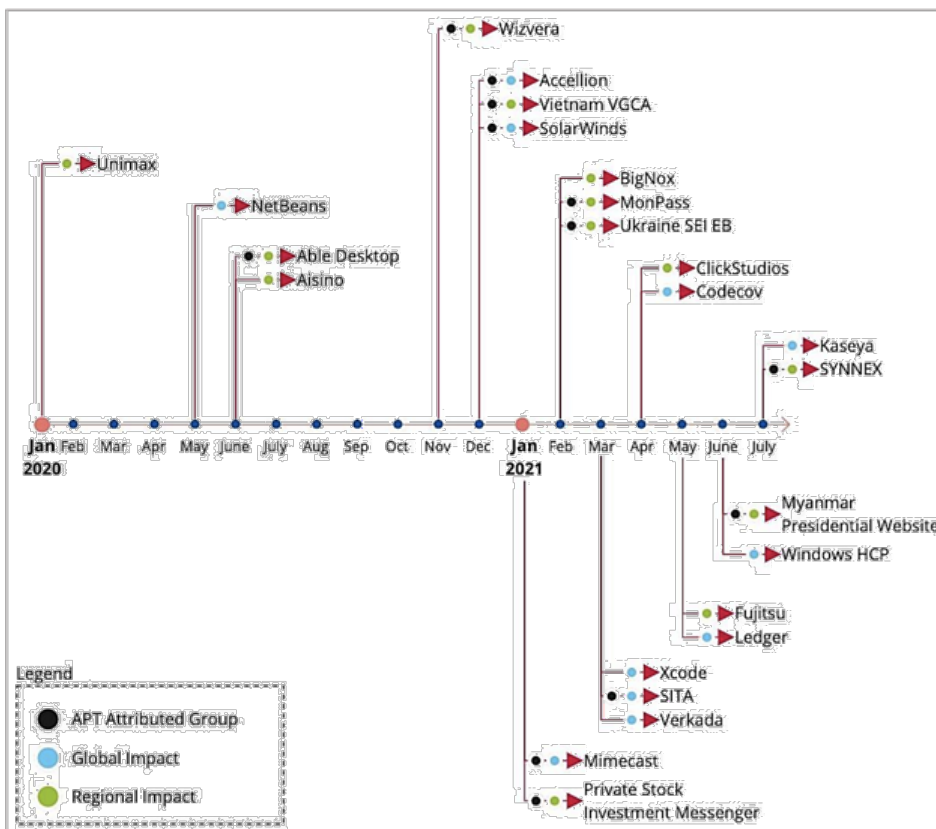 Wizvera
Accellion
Vietnam VGCA
SolarWinds
Unimax
BigNox
NetBeans
MonPass
Ukraine SEI EB
Able Desktop
ClickStudios
Aisino
Codecov
Kaseya
SYNNEX
Jan Feb Mar Apr May June July Aug Sep Oct Nov Dec Jan Feb Mar Apr May June July
2020 2021
Myanmar
Presidential Website
Windows HCP
Fujitsu
Ledger
Legend
Xcode
SITA
APT Attributed Group
Verkada
Global Impact
Mimecast
Regional Impact
Private Stock
Investment Messenger